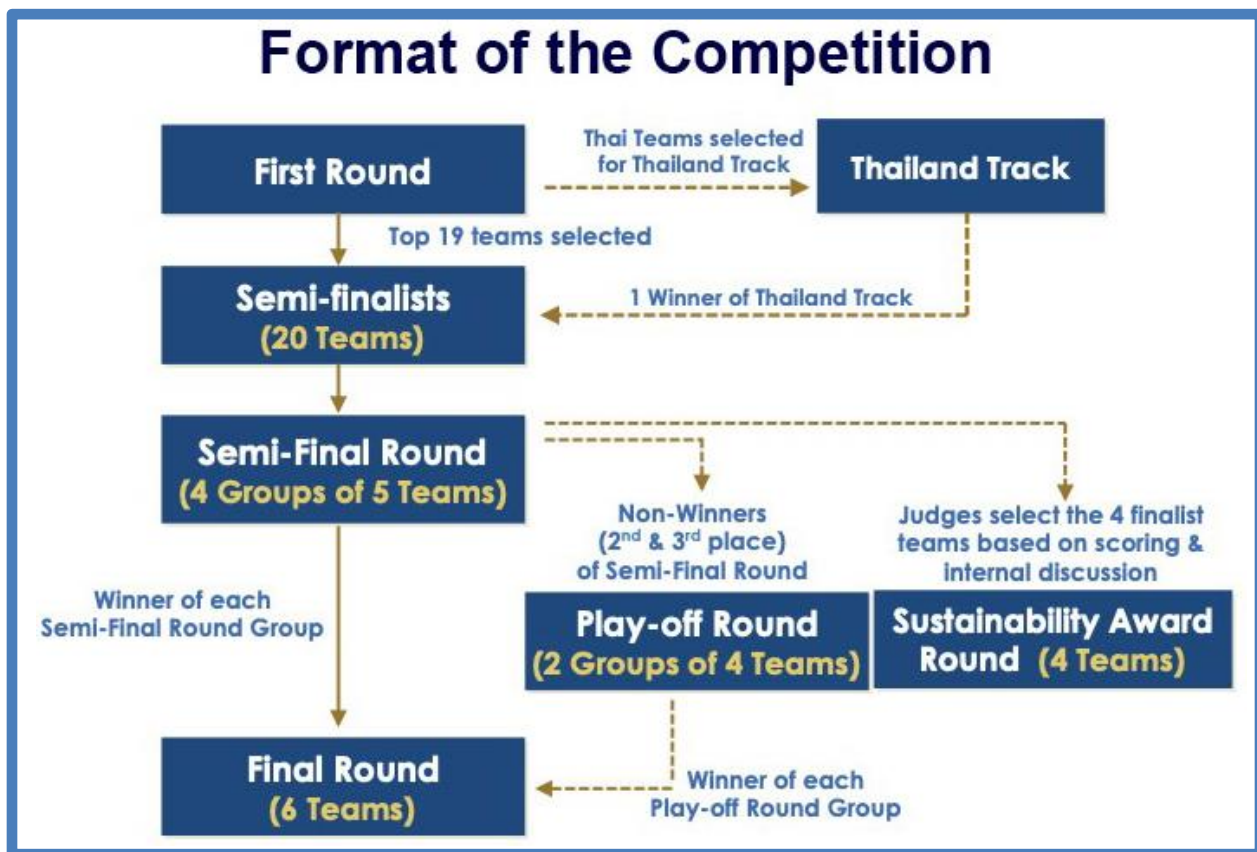 Format of the Competition
First Round
Thai Teams selected
for Thailand Track
Thailand Track
Top 19 teams selected
Semi-finalists
(20 Teams)
1 Winner of Thailand Track
Semi-Final Round
(4 Groups of 5 Teams)
Non-Winners
(2nd & 3rd place)
of Semi-Final Round
Judges select the 4 finalist
teams based on scoring &
internal discussion
Winner of each
Semi-Final Round Group
Play-off Round
(2 Groups of 4 Teams)
Sustainability Award
Round (4 Teams)
Final Round
(6 Teams)
Winner of each
Play-off Round Group